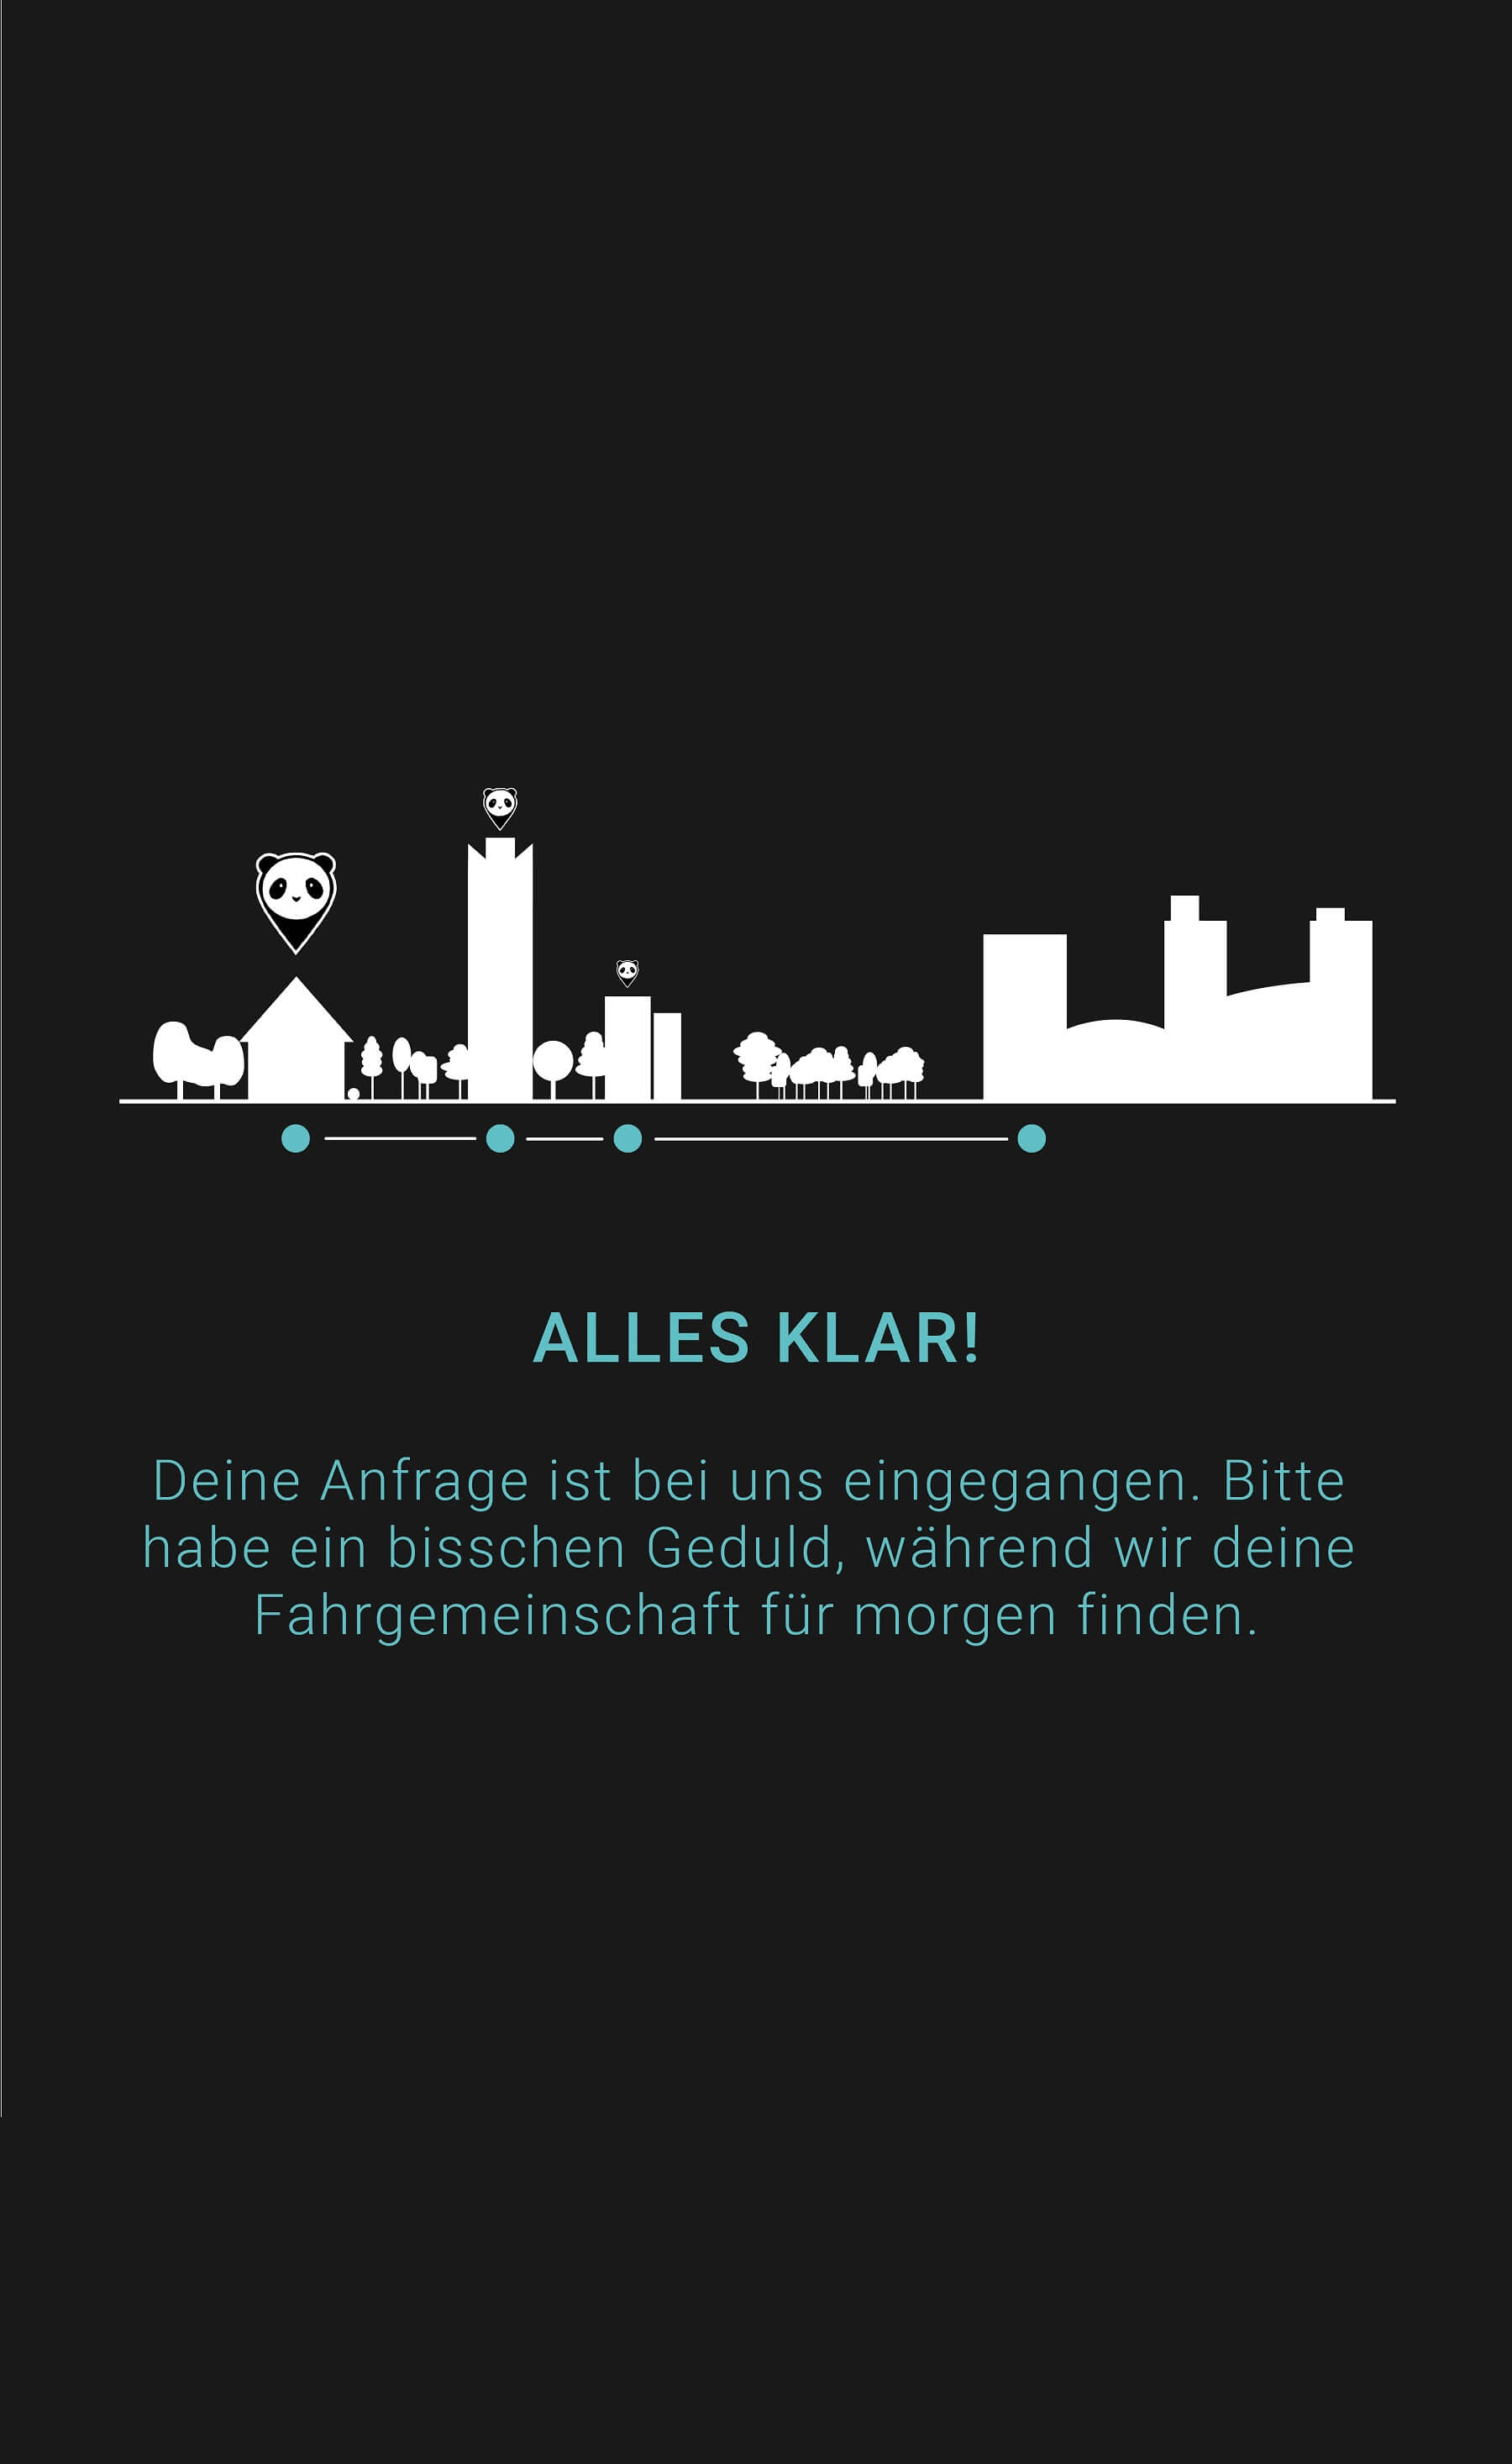 ALLES KLAR!
Deine Anfrage ist bei uns eingegangen. Bitte
habe ein bisschen Geduld, während wir deine
Fahrgemeinschaft für morgen finden.